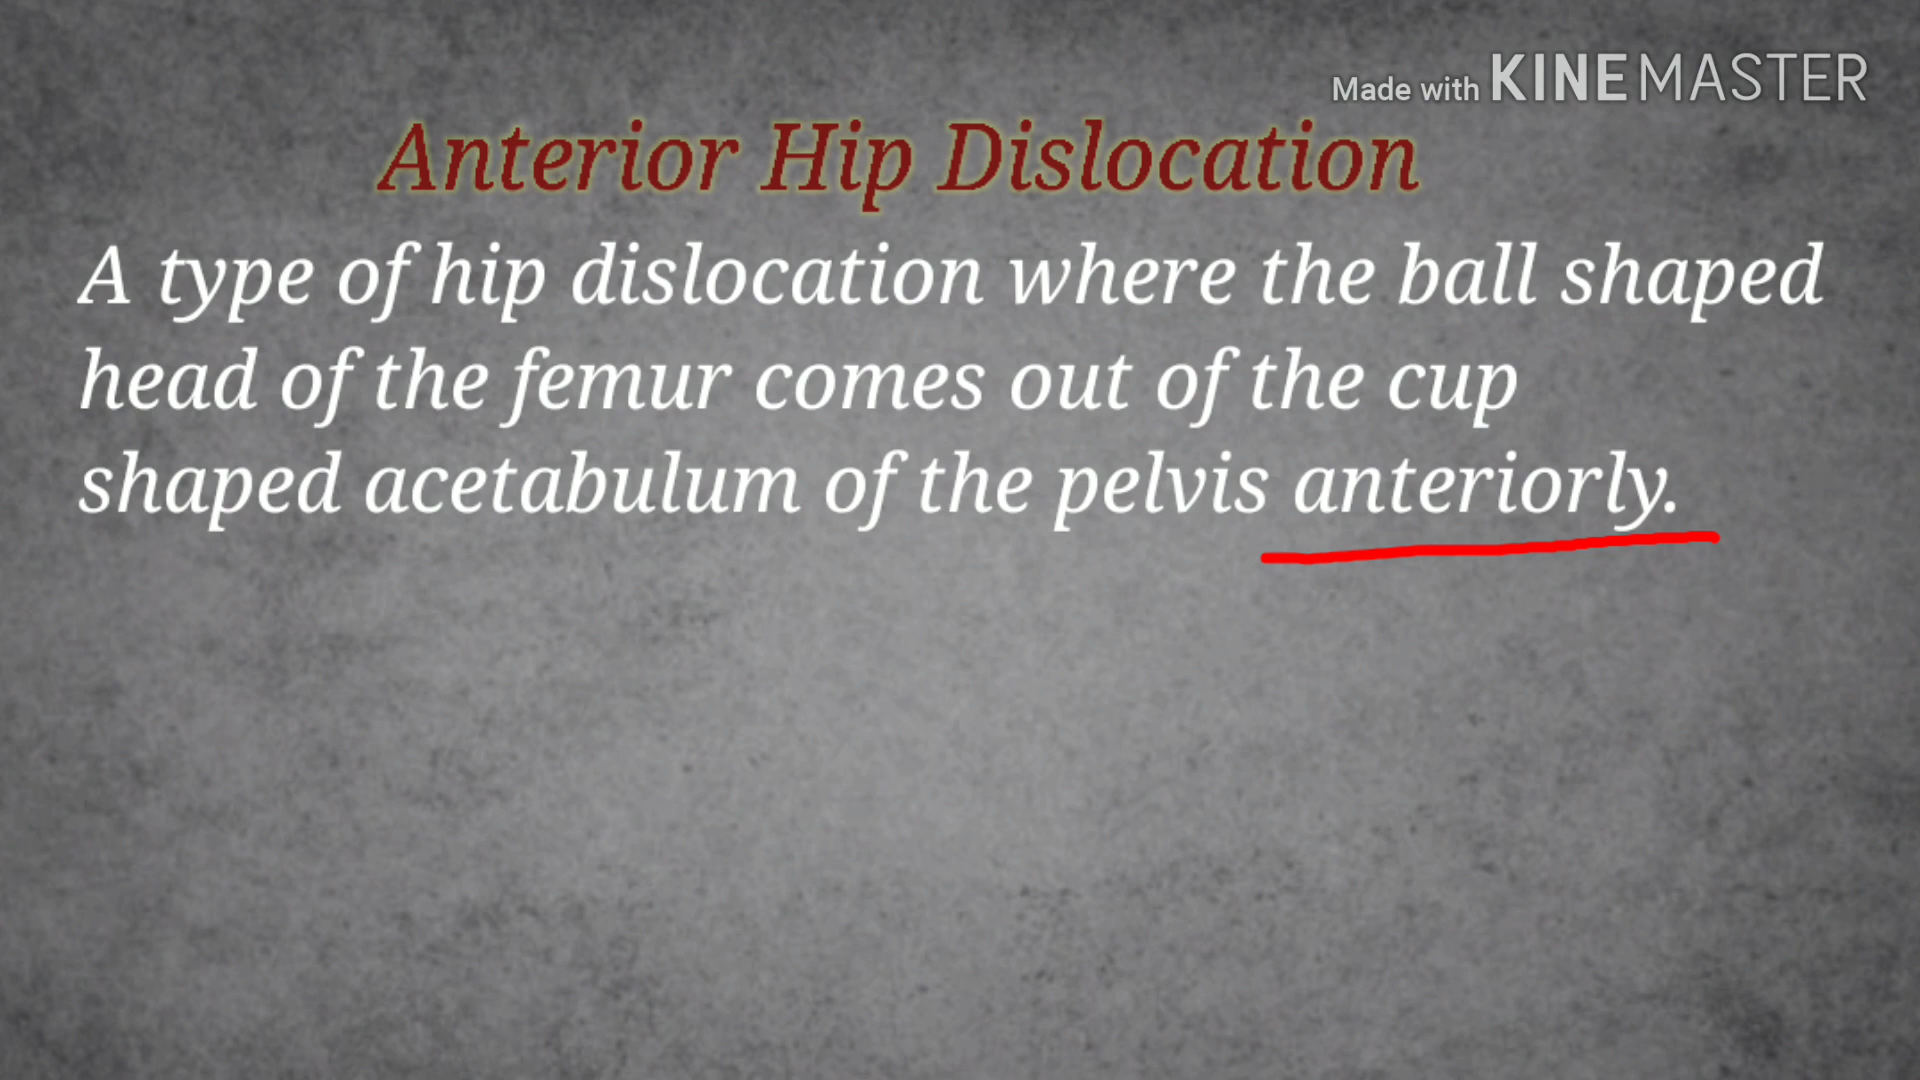 Made with KINEMASTER
Anterior Hip Dislocation
A type of hip dislocation where the ball shaped
head of the femur comes out of the cup
shaped acetabulum of the pelvis anteriorly.